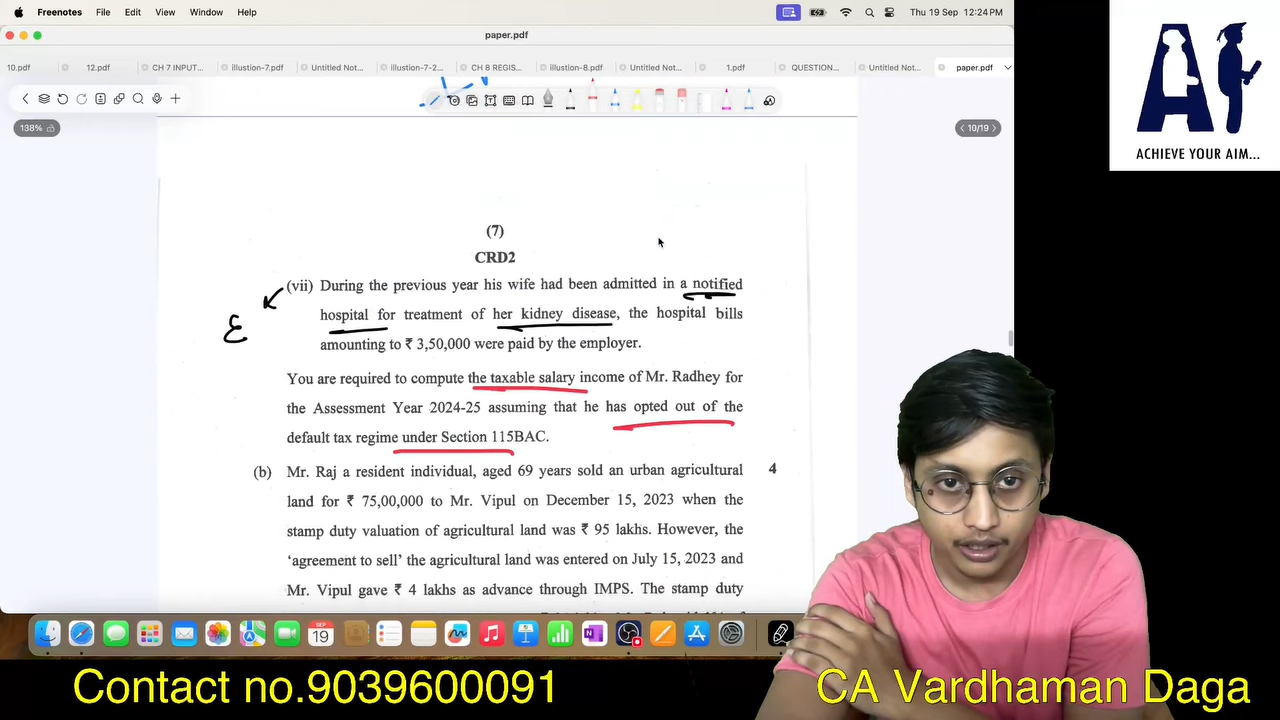 Freenotes File Edit View Window Help Thu 19 Sep 12:24 PM
paper.pdf
10.pdf 12.pdf CH 7 INPUT... illustion-7.pdf Untitled Not... illustion-7-2... CH 8 REGIS... illustion-8.pdf Untitled Not... 1.pdf QUESTION... Untitled Not... paper.pdf
138% 10/19
ACHIEVE YOUR AIM...
(7)
CRD2
(vii) During the previous year his wife had been admitted in a notified
hospital for treatment of her kidney disease, the hospital bills
amounting to ₹ 3,50,000 were paid by the employer.
You are required to compute the taxable salary income of Mr. Radhey for
the Assessment Year 2024-25 assuming that he has opted out of the
default tax regime under Section 115BAC.
(b) Mr. Raj a resident individual, aged 69 years sold an urban agricultural 4
land for ₹ 75,00,000 to Mr. Vipul on December 15, 2023 when the
stamp duty valuation of agricultural land was ₹ 95 lakhs. However, the
‘agreement to sell’ the agricultural land was entered on July 15, 2023 and
Mr. Vipul gave ₹ 4 lakhs as advance through IMPS. The stamp duty
SEP 19
Contact no.9039600091 CA Vardhaman Daga